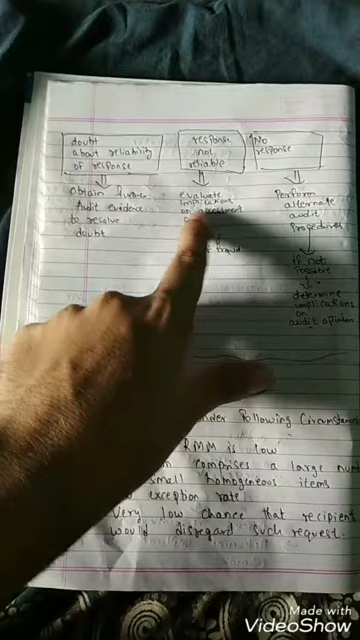 doubt
about reliability
of response
response
not
reliable
No
response
obtain further
Audit evidence
to resolve
doubt
evaluate
implications
on assessment
Perform
alternate
audit
procedures
If not
possible
determine
implications
on
audit opinion
Following Circumstances
RMM is low
comprises a large
small homogeneous items
exception rate
Very low chance that recipient
would disregard such request.
Made With
VideoShow